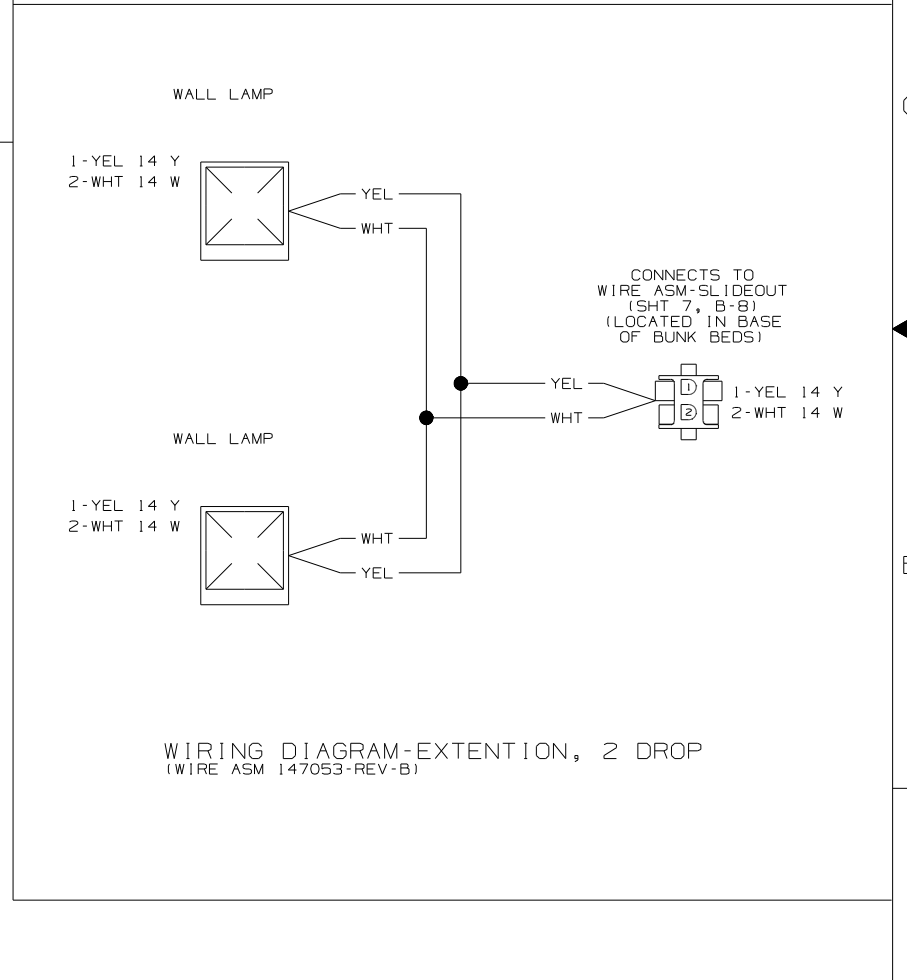 WALL LAMP
1-YEL 14 Y
2-WHT 14 W
YEL
WHT
CONNECTS TO
WIRE ASM-SLIDEOUT
(SHT 7, B-8)
(LOCATED IN BASE
OF BUNK BEDS)
YEL
WHT
1
2
1-YEL 14 Y
2-WHT 14 W
WALL LAMP
1-YEL 14 Y
2-WHT 14 W
WHT
YEL
WIRING DIAGRAM-EXTENTION, 2 DROP
(WIRE ASM 147053-REV-B)